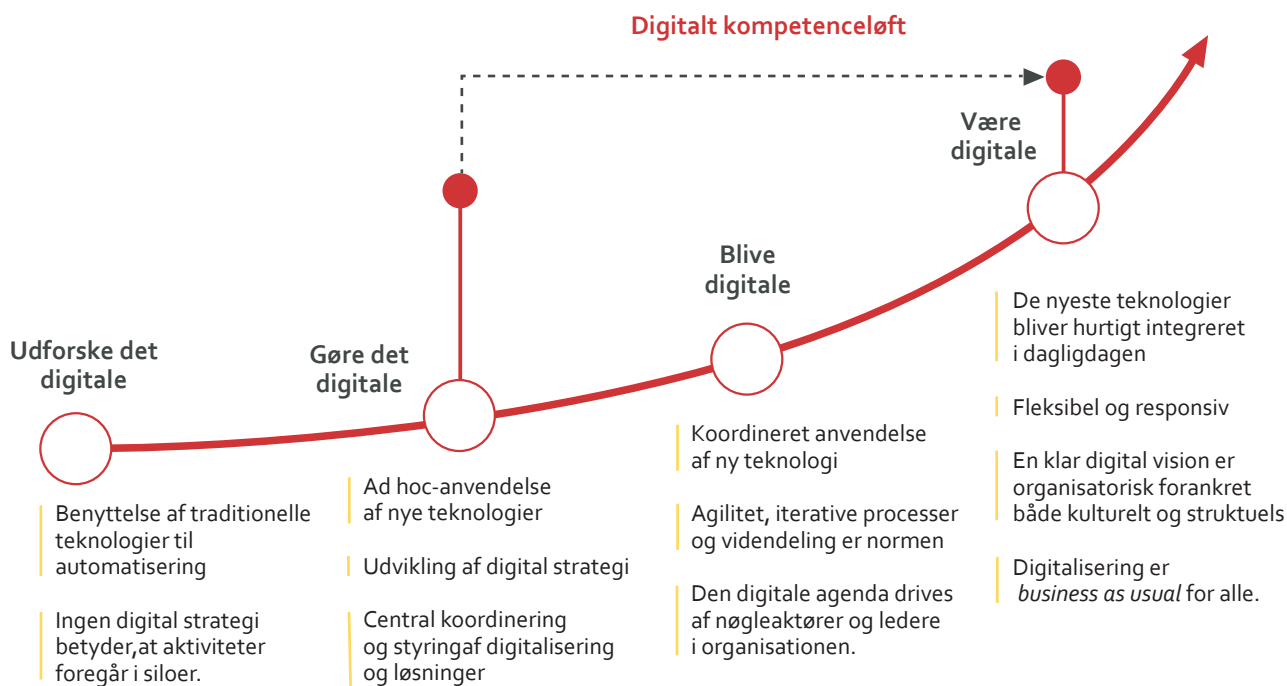 Digitalt kompetenceløft
Udforske det
digitale
Benyttelse af traditionelle
teknologier til
automatisering
Ingen digital strategi
betyder,at aktiviteter
foregår i siloer.
Gøre det
digitale
Ad hoc-anvendelse
af nye teknologier
Udvikling af digital strategi
Central koordinering
og styringaf digitalisering
og løsninger
Blive
digitale
Koordineret anvendelse
af ny teknologi
Agilitet, iterative processer
og videndeling er normen
Den digitale agenda drives
af nøgleaktører og ledere
i organisationen.
Være
digitale
De nyeste teknologier
bliver hurtigt integreret
i dagligdagen
Fleksibel og responsiv
En klar digital vision er
organisatorisk forankret
både kulturelt og struktuels
Digitalisering er
business as usual for alle.